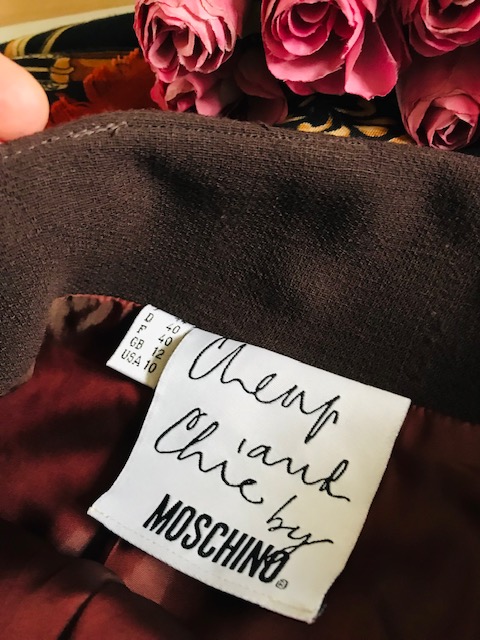 D 40
F 40
GB 12
USA 10
Cheap
and
Chic
by
MOSCHINO®